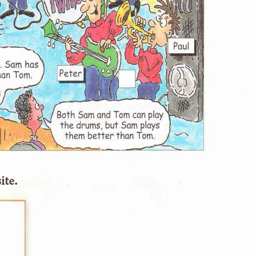 Paul
. Sam has
an Tom.
Peter
Both Sam and Tom can play
the drums, but Sam plays
them better than Tom.
site.